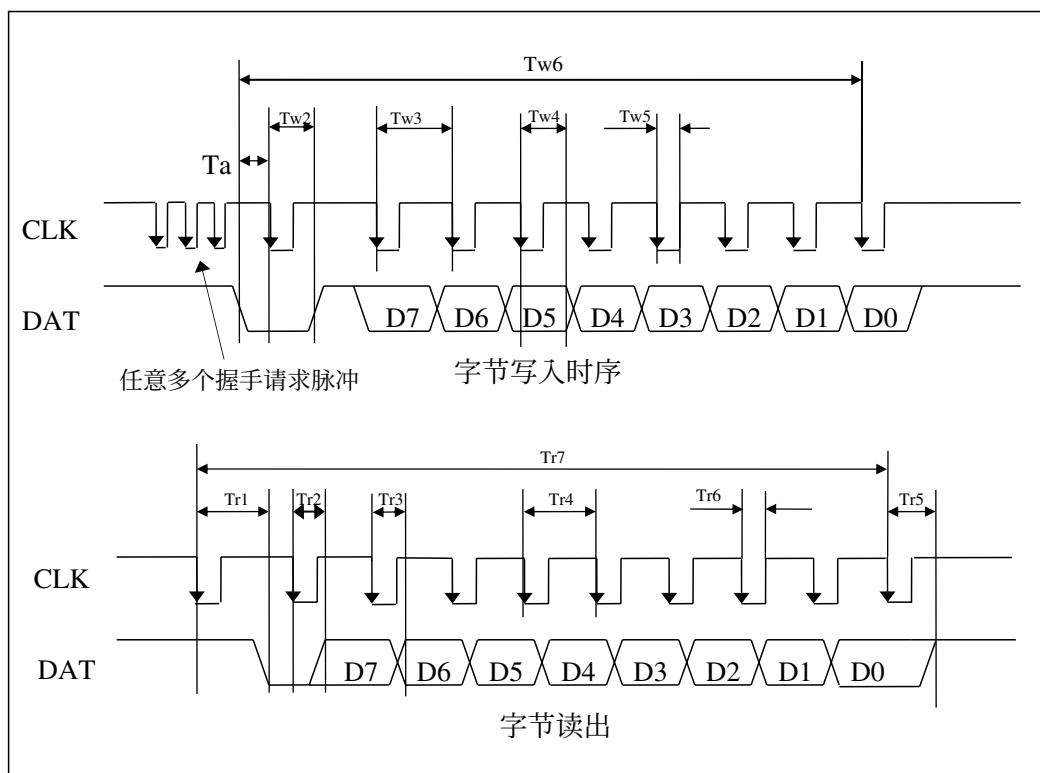 Tw6
Tw2 Tw3 Tw4 Tw5
Ta
CLK
DAT D7 D6 D5 D4 D3 D2 D1 D0
任意多个握手请求脉冲
字节写入时序
Tr7
Tr1 Tr2 Tr3 Tr4 Tr6 Tr5
CLK
DAT D7 D6 D5 D4 D3 D2 D1 D0
字节读出